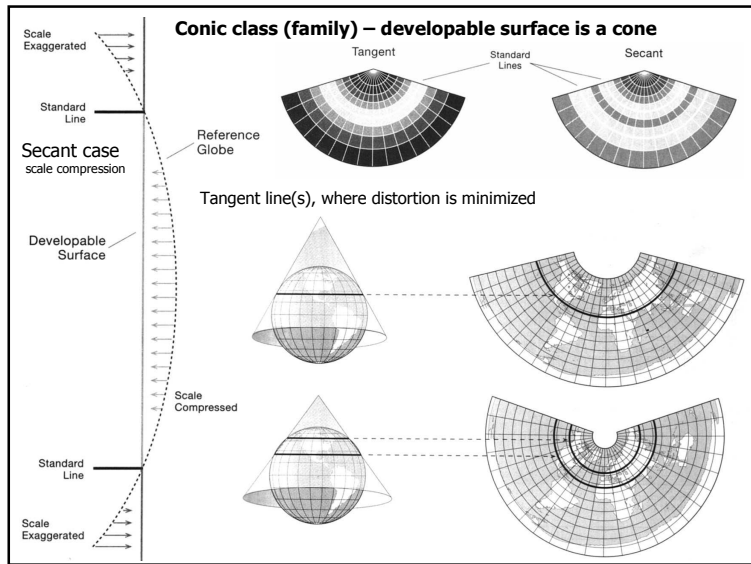 Conic class (family) – developable surface is a cone
Scale
Exaggerated
Tangent
Standard
Lines
Secant
Standard
Line
Reference
Globe
Secant case
scale compression
Tangent line(s), where distortion is minimized
Developable
Surface
Scale
Compressed
Standard
Line
Scale
Exaggerated